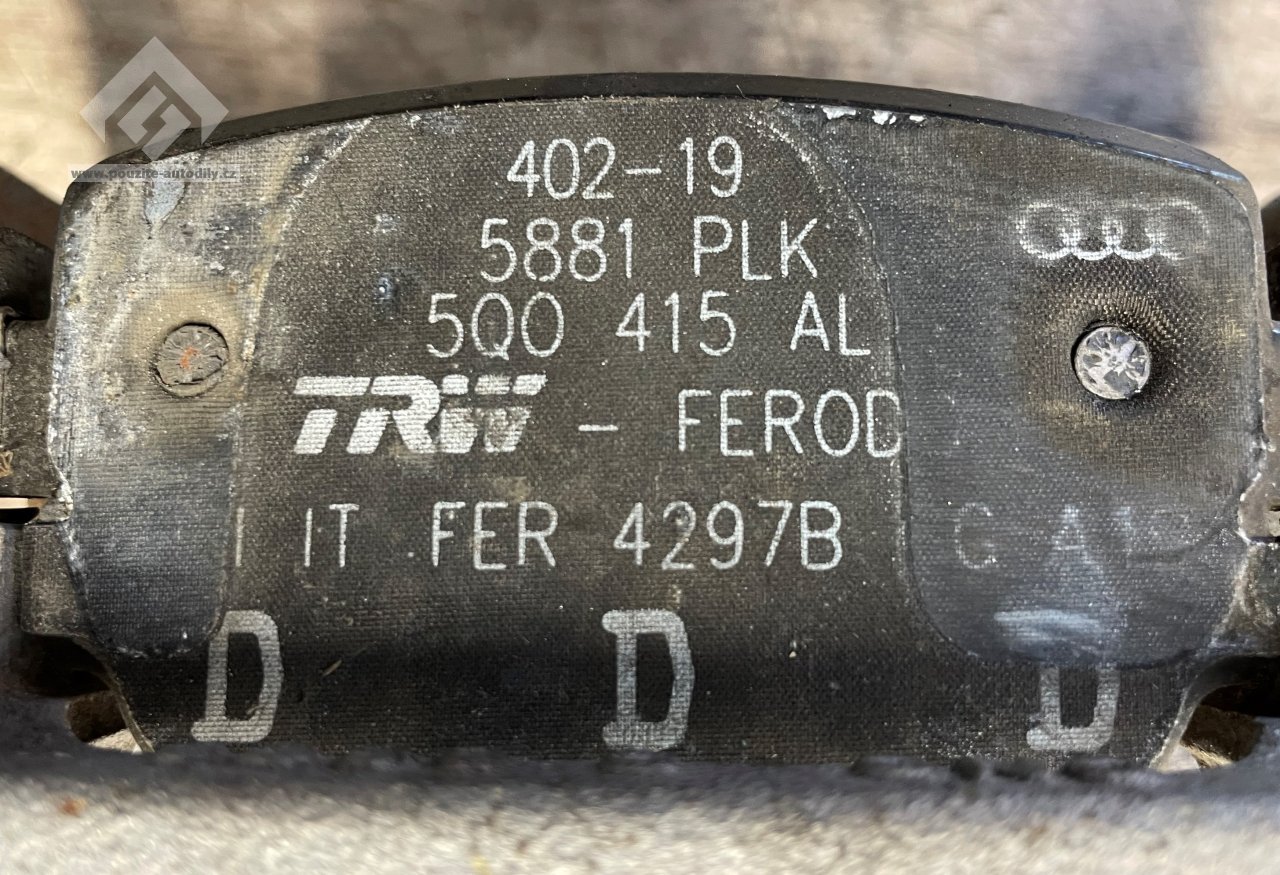 www.pouzite-autodily.cz
402-19
5881 PLK
5Q0 415 AL
TRW - FEROD
IT FER 4297B
D D D